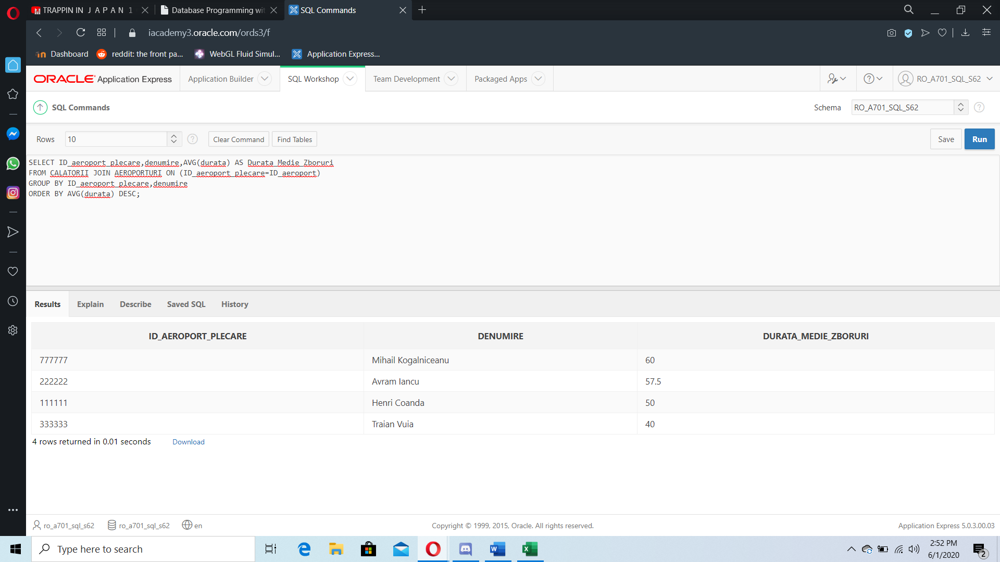 TRAPPIN IN J A P A N 1
Database Programming wit
SQL Commands
iacademy3.oracle.com/ords3/f
Dashboard
reddit: the front pa...
WebGL Fluid Simul...
Application Express...
ORACLE Application Express
Application Builder
SQL Workshop
Team Development
Packaged Apps
RO_A701_SQL_S62
SQL Commands
Schema
RO_A701_SQL_S62
Rows
10
Clear Command
Find Tables
Save
Run
SELECT ID_aeroport_plecare,denumire,AVG(durata) AS Durata_Medie_Zboruri
FROM CALATORII JOIN AEROPORTURI ON (ID_aeroport_plecare=ID_aeroport)
GROUP BY ID_aeroport_plecare,denumire
ORDER BY AVG(durata) DESC;
Results Explain Describe Saved SQL History
ID_AEROPORT_PLECARE DENUMIRE DURATA_MEDIE_ZBORURI
777777 Mihail Kogalniceanu 60
222222 Avram Iancu 57.5
111111 Henri Coanda 50
333333 Traian Vuia 40
4 rows returned in 0.01 seconds Download
ro_a701_sql_s62 ro_a701_sql_s62 en
Copyright © 1999, 2015, Oracle. All rights reserved.
Application Express 5.0.3.00.03
Type here to search
2:52 PM
6/1/2020
2